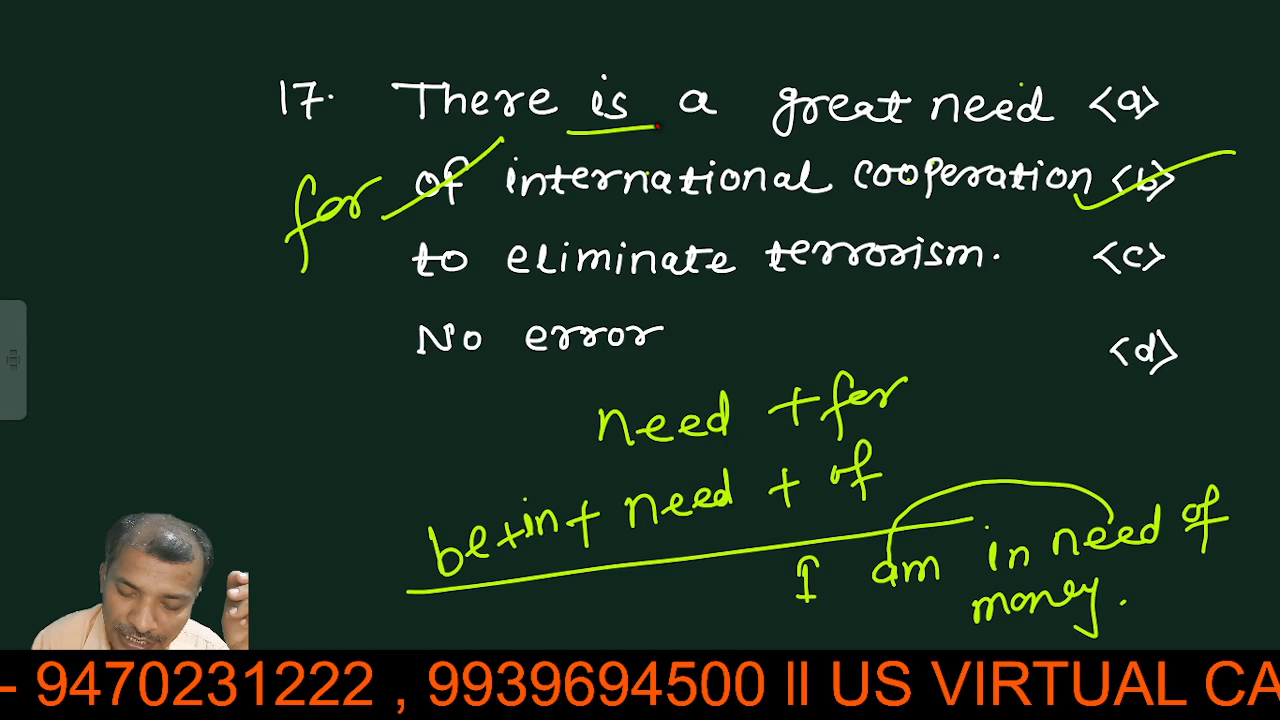 17. There is a great need <a>
for of international cooperation <b>
to eliminate terrorism. <c>
No error <d>
need + for
be + in + need + of
I am in need of
money.
- 9470231222 , 9939694500 II US VIRTUAL CA